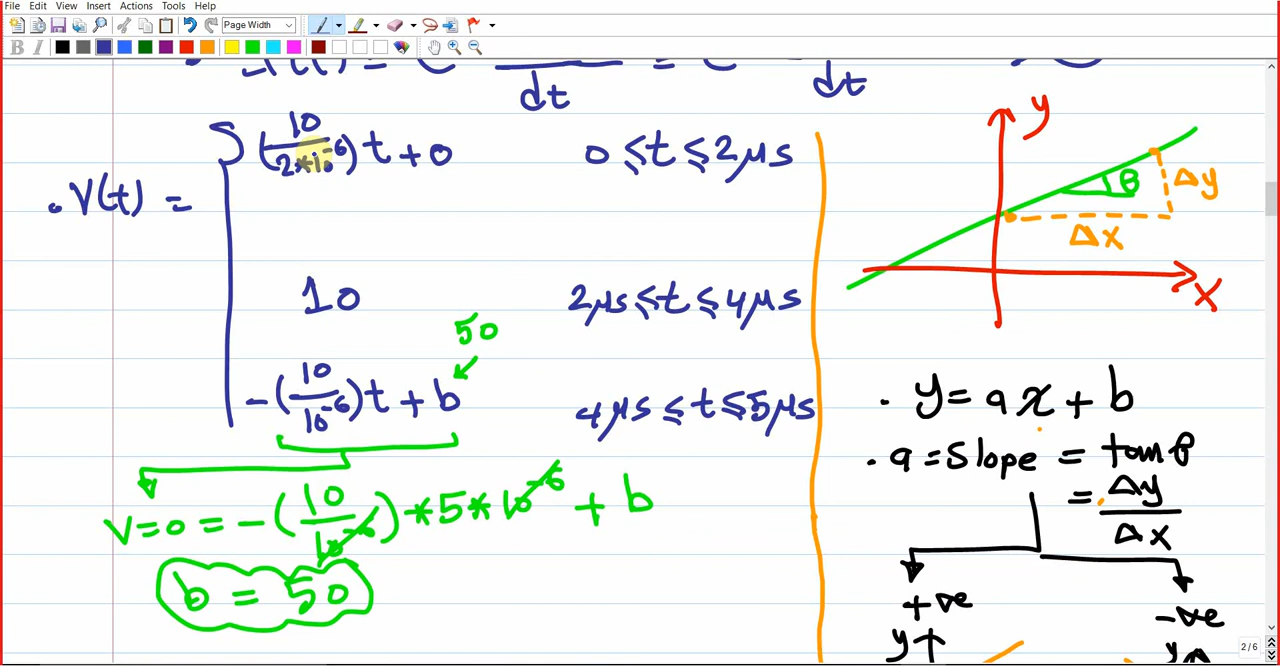 File Edit View Insert Actions Tools Help
Page Width
B I
dt = dt
y
(10/2*10^-6)t + 0 0 ≤ t ≤ 2μs
.V(t) =
θ Δy
Δx
x
10 2μs ≤ t ≤ 4μs
50
-(10/10^-6)t + b 4μs ≤ t ≤ 5μs
. y = ax + b
. a = Slope = tanθ
= Δy/Δx
V=0 = -(10/10^-6)*5*10^-6 + b
b = 50
+ve -ve
y↑
2/6